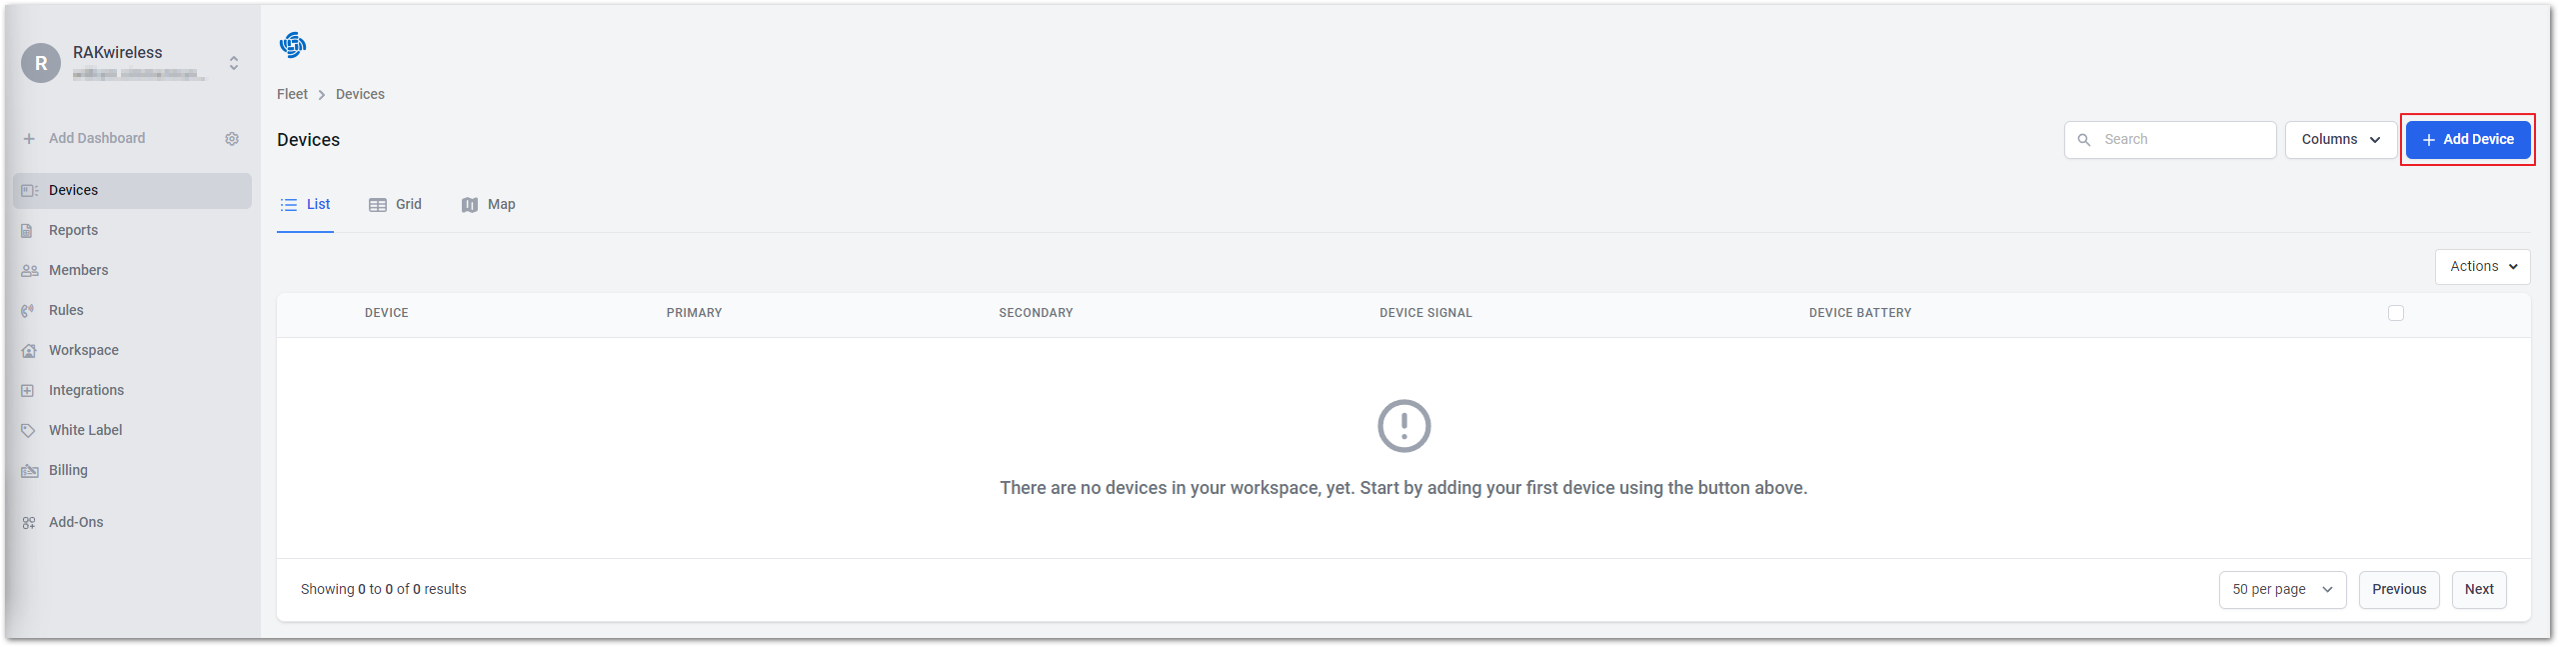 R
RAKwireless
Add Dashboard
Devices
Reports
Members
Rules
Workspace
Integrations
White Label
Billing
Add-Ons
Fleet > Devices
Devices
Search
Columns
+ Add Device
List Grid Map
Actions
DEVICE PRIMARY SECONDARY DEVICE SIGNAL DEVICE BATTERY
There are no devices in your workspace, yet. Start by adding your first device using the button above.
Showing 0 to 0 of 0 results
50 per page Previous Next